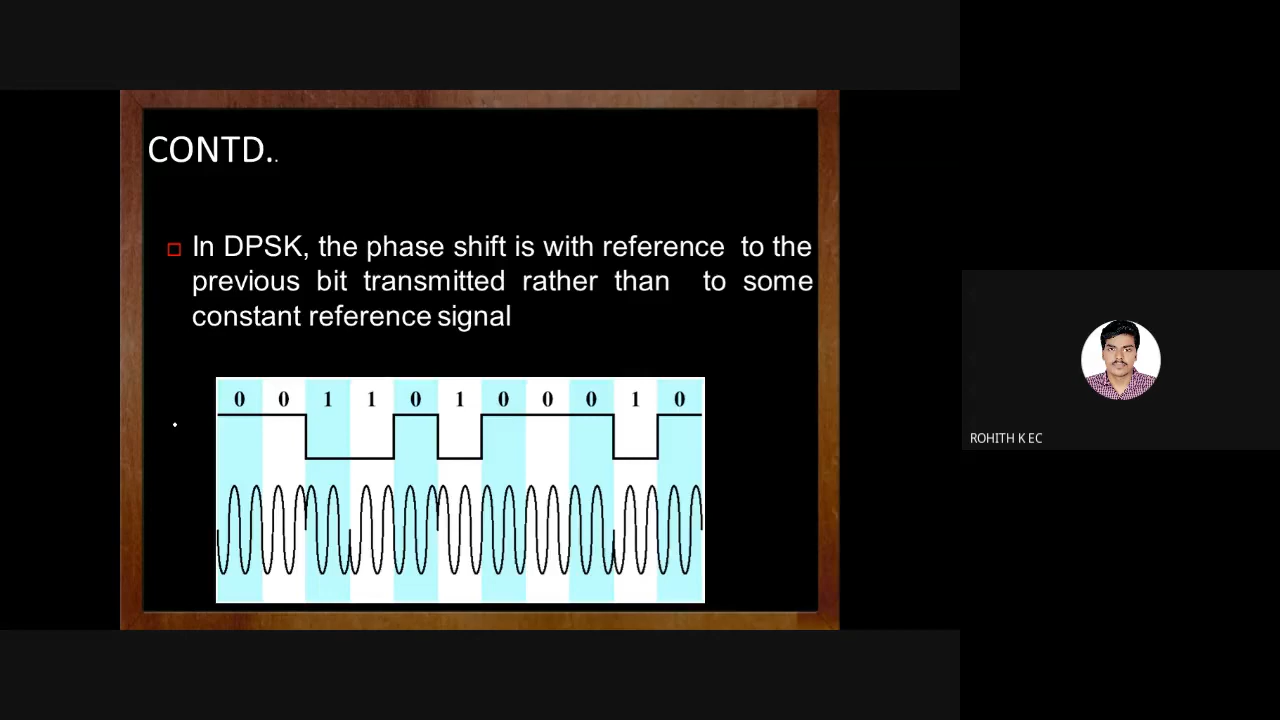 CONTD..
In DPSK, the phase shift is with reference to the
previous bit transmitted rather than to some
constant reference signal
0 0 1 1 0 1 0 0 0 1 0
ROHITH K EC